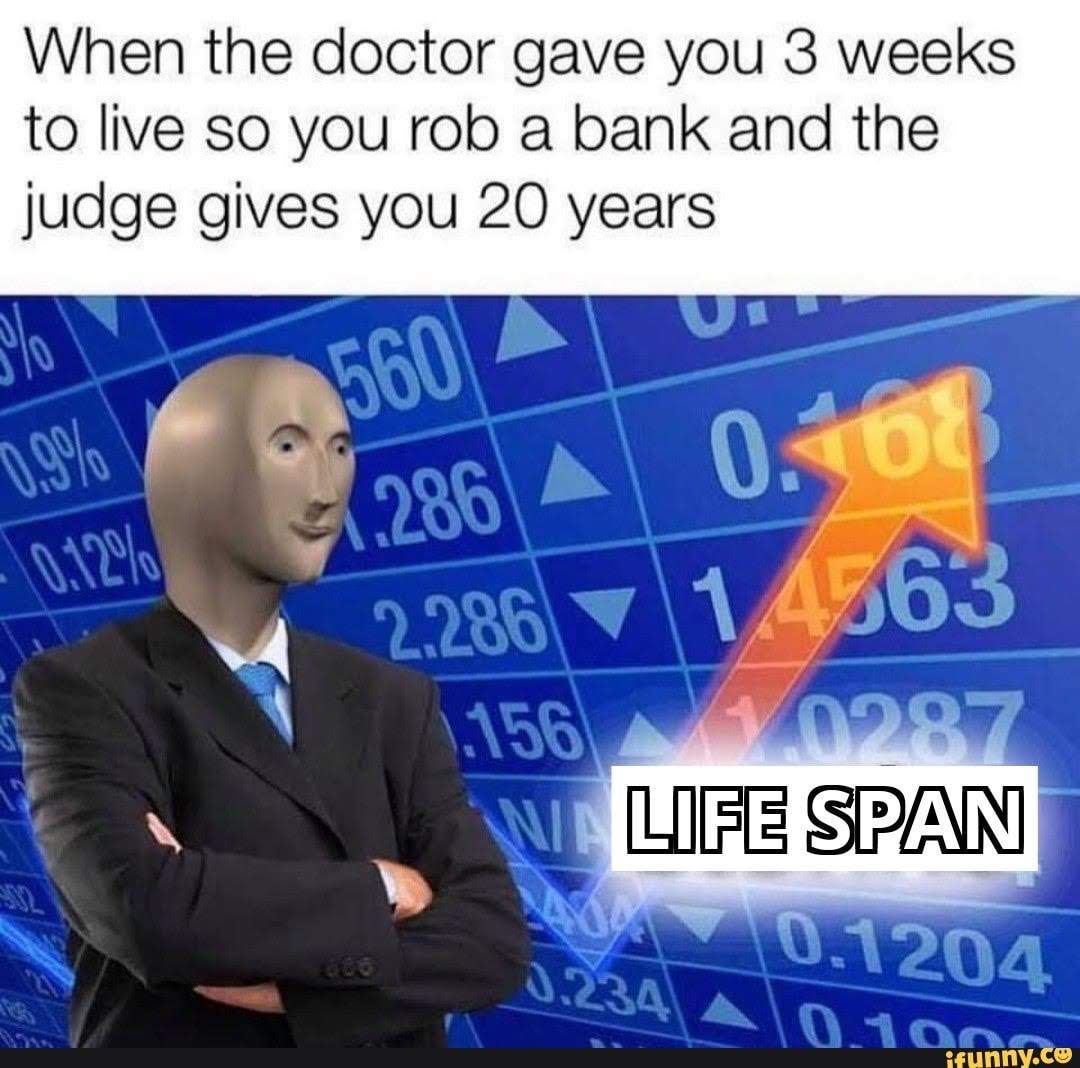 When the doctor gave you 3 weeks
to live so you rob a bank and the
judge gives you 20 years
560
0.9%
.286
0.12%
2.286
.156
.0287
N/A
LIFE SPAN
0.1204
0.234
ifunny.co